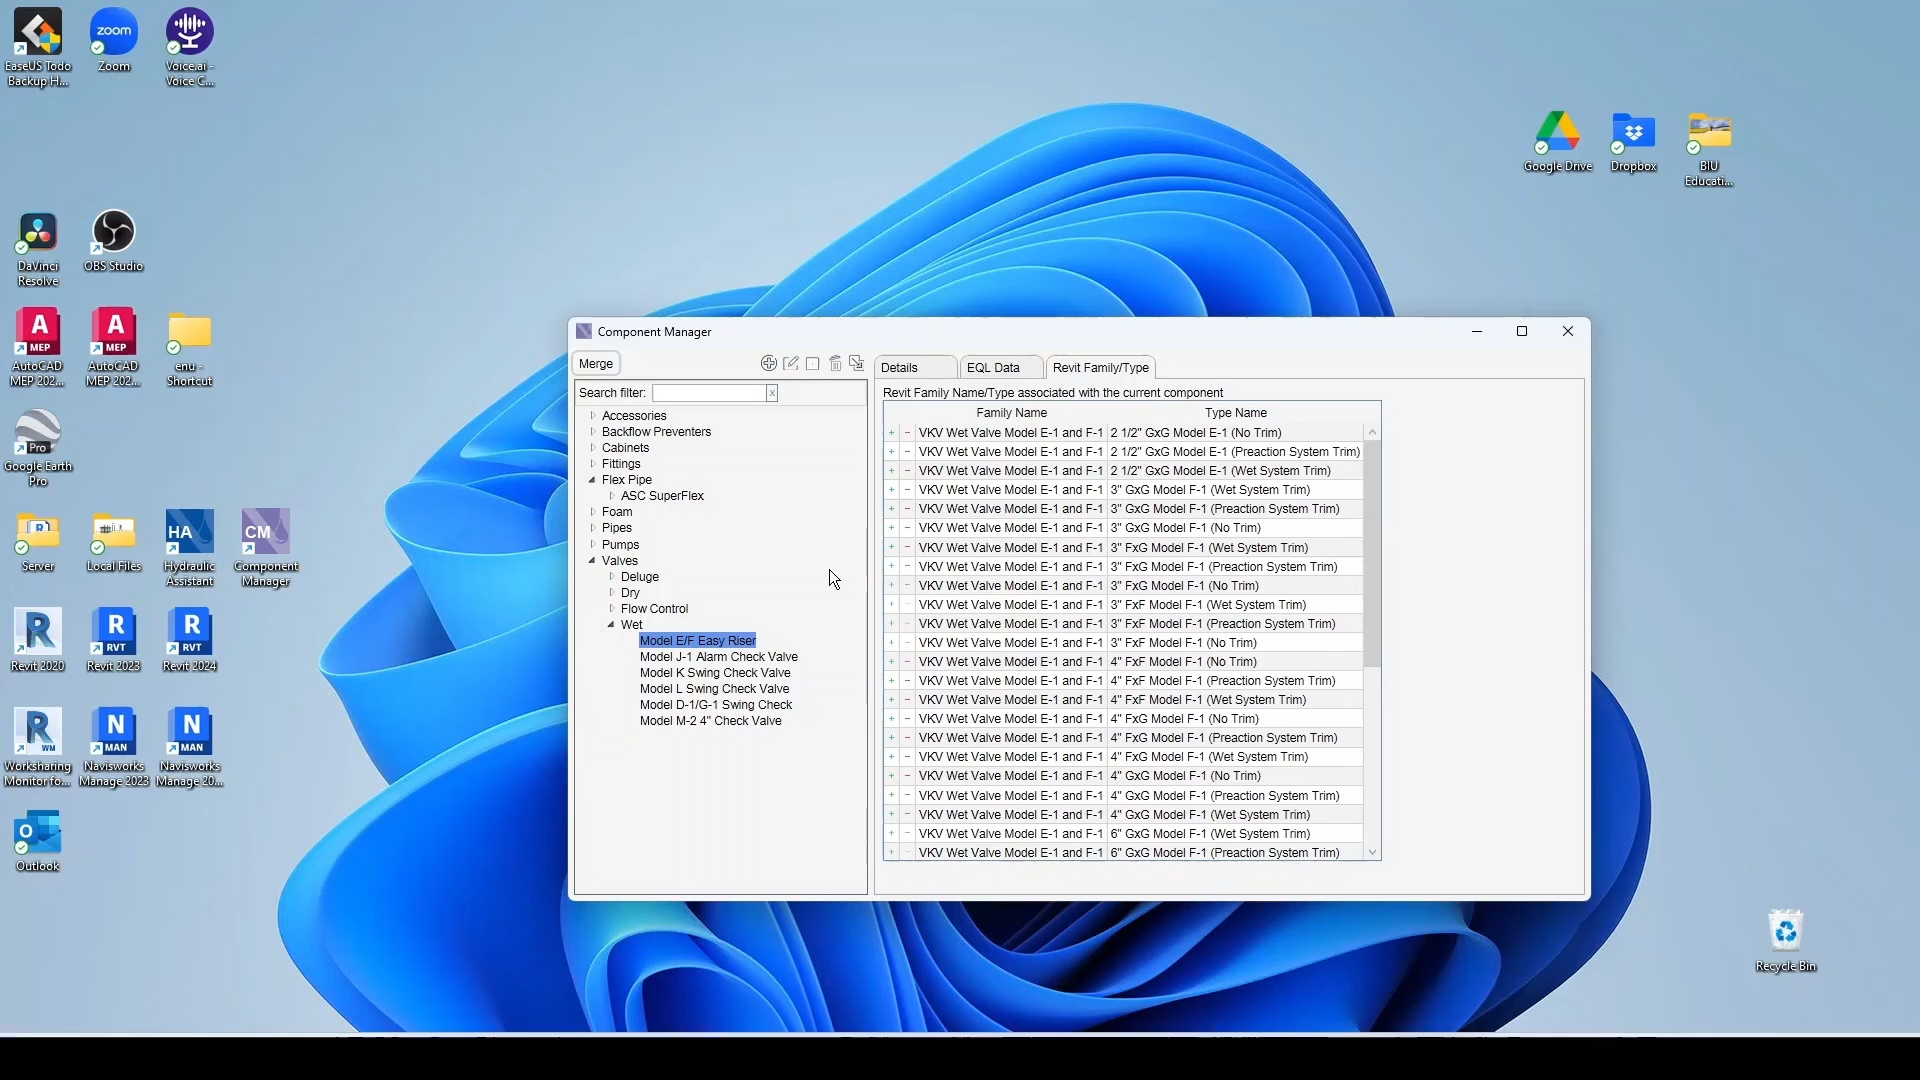 EaseUS Todo
Backup H...
zoom
Zoom
Voice.ai -
Voice C...
Google Drive
Dropbox
BIU
Educati...
DaVinci
Resolve
OBS Studio
A
MEP
AutoCAD
MEP 202...
A
MEP
AutoCAD
MEP 202...
enu -
Shortcut
Pro
Google Earth
Pro
R
Server
Local Files
HA
Hydraulic
Assistant
CM
Component
Manager
R
Revit 2020
R
RVT
Revit 2023
R
RVT
Revit 2024
R
WM
Worksharing
Monitor fo...
N
MAN
Navisworks
Manage 2023
N
MAN
Navisworks
Manage 20...
O
Outlook
Recycle Bin
Component Manager
Merge
Search filter:
x
Accessories
Backflow Preventers
Cabinets
Fittings
Flex Pipe
ASC SuperFlex
Foam
Pipes
Pumps
Valves
Deluge
Dry
Flow Control
Wet
Model E/F Easy Riser
Model J-1 Alarm Check Valve
Model K Swing Check Valve
Model L Swing Check Valve
Model D-1/G-1 Swing Check
Model M-2 4" Check Valve
Details
EQL Data
Revit Family/Type
Revit Family Name/Type associated with the current component
Family Name Type Name
+ - VKV Wet Valve Model E-1 and F-1 2 1/2" GxG Model E-1 (No Trim)
+ - VKV Wet Valve Model E-1 and F-1 2 1/2" GxG Model E-1 (Preaction System Trim)
+ - VKV Wet Valve Model E-1 and F-1 2 1/2" GxG Model E-1 (Wet System Trim)
+ - VKV Wet Valve Model E-1 and F-1 3" GxG Model F-1 (Wet System Trim)
+ - VKV Wet Valve Model E-1 and F-1 3" GxG Model F-1 (Preaction System Trim)
+ - VKV Wet Valve Model E-1 and F-1 3" GxG Model F-1 (No Trim)
+ - VKV Wet Valve Model E-1 and F-1 3" FxG Model F-1 (Wet System Trim)
+ - VKV Wet Valve Model E-1 and F-1 3" FxG Model F-1 (Preaction System Trim)
+ - VKV Wet Valve Model E-1 and F-1 3" FxG Model F-1 (No Trim)
+ - VKV Wet Valve Model E-1 and F-1 3" FxF Model F-1 (Wet System Trim)
+ - VKV Wet Valve Model E-1 and F-1 3" FxF Model F-1 (Preaction System Trim)
+ - VKV Wet Valve Model E-1 and F-1 3" FxF Model F-1 (No Trim)
+ - VKV Wet Valve Model E-1 and F-1 4" FxF Model F-1 (No Trim)
+ - VKV Wet Valve Model E-1 and F-1 4" FxF Model F-1 (Preaction System Trim)
+ - VKV Wet Valve Model E-1 and F-1 4" FxF Model F-1 (Wet System Trim)
+ - VKV Wet Valve Model E-1 and F-1 4" FxG Model F-1 (No Trim)
+ - VKV Wet Valve Model E-1 and F-1 4" FxG Model F-1 (Preaction System Trim)
+ - VKV Wet Valve Model E-1 and F-1 4" FxG Model F-1 (Wet System Trim)
+ - VKV Wet Valve Model E-1 and F-1 4" GxG Model F-1 (No Trim)
+ - VKV Wet Valve Model E-1 and F-1 4" GxG Model F-1 (Preaction System Trim)
+ - VKV Wet Valve Model E-1 and F-1 4" GxG Model F-1 (Wet System Trim)
+ - VKV Wet Valve Model E-1 and F-1 6" GxG Model F-1 (Wet System Trim)
+ - VKV Wet Valve Model E-1 and F-1 6" GxG Model F-1 (Preaction System Trim)